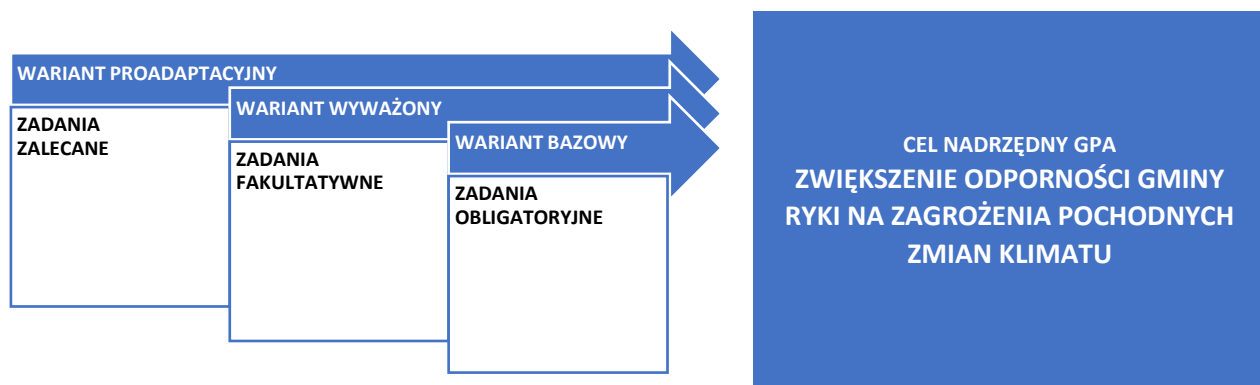 WARIANT PROADAPTACYJNY
ZADANIA
ZALECANE
WARIANT WYWAŻONY
ZADANIA
FAKULTATYWNE
WARIANT BAZOWY
ZADANIA
OBLIGATORYJNE
CEL NADRZĘDNY GPA
ZWIĘKSZENIE ODPORNOŚCI GMINY
RYKI NA ZAGROŻENIA POCHODNYCH
ZMIAN KLIMATU